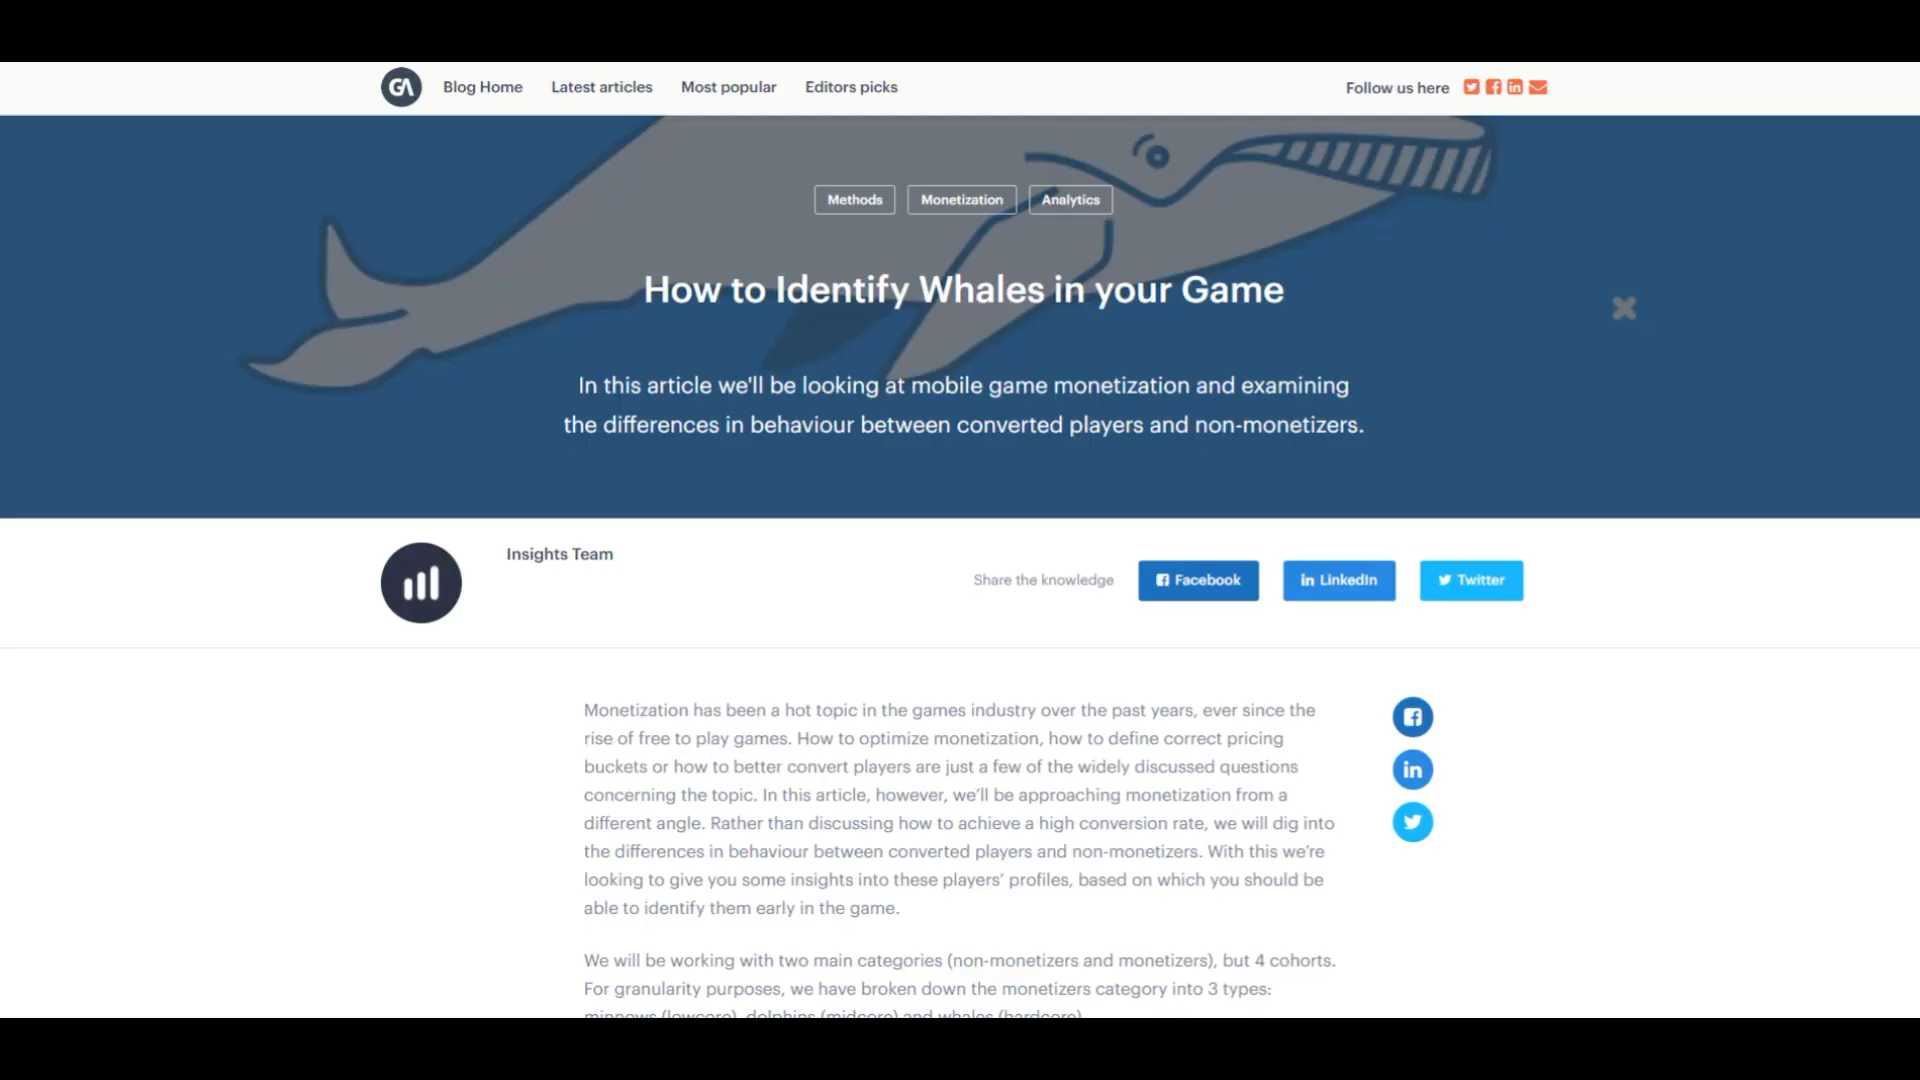 GA Blog Home Latest articles Most popular Editors picks Follow us here
Methods Monetization Analytics
How to Identify Whales in your Game
In this article we'll be looking at mobile game monetization and examining
the differences in behaviour between converted players and non-monetizers.
Insights Team
Share the knowledge Facebook LinkedIn Twitter
Monetization has been a hot topic in the games industry over the past years, ever since the
rise of free to play games. How to optimize monetization, how to define correct pricing
buckets or how to better convert players are just a few of the widely discussed questions
concerning the topic. In this article, however, we’ll be approaching monetization from a
different angle. Rather than discussing how to achieve a high conversion rate, we will dig into
the differences in behaviour between converted players and non-monetizers. With this we’re
looking to give you some insights into these players’ profiles, based on which you should be
able to identify them early in the game.
We will be working with two main categories (non-monetizers and monetizers), but 4 cohorts.
For granularity purposes, we have broken down the monetizers category into 3 types:
minnows (lowcore), dolphins (midcore) and whales (hardcore).